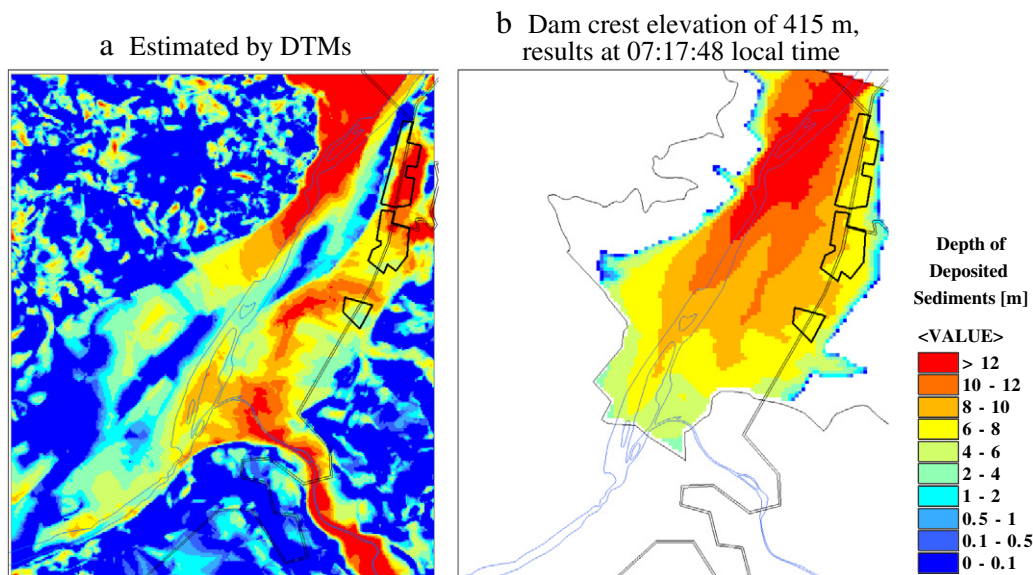 a Estimated by DTMs
b Dam crest elevation of 415 m,
results at 07:17:48 local time
Depth of
Deposited
Sediments [m]
<VALUE>
> 12
10 - 12
8 - 10
6 - 8
4 - 6
2 - 4
1 - 2
0.5 - 1
0.1 - 0.5
0 - 0.1